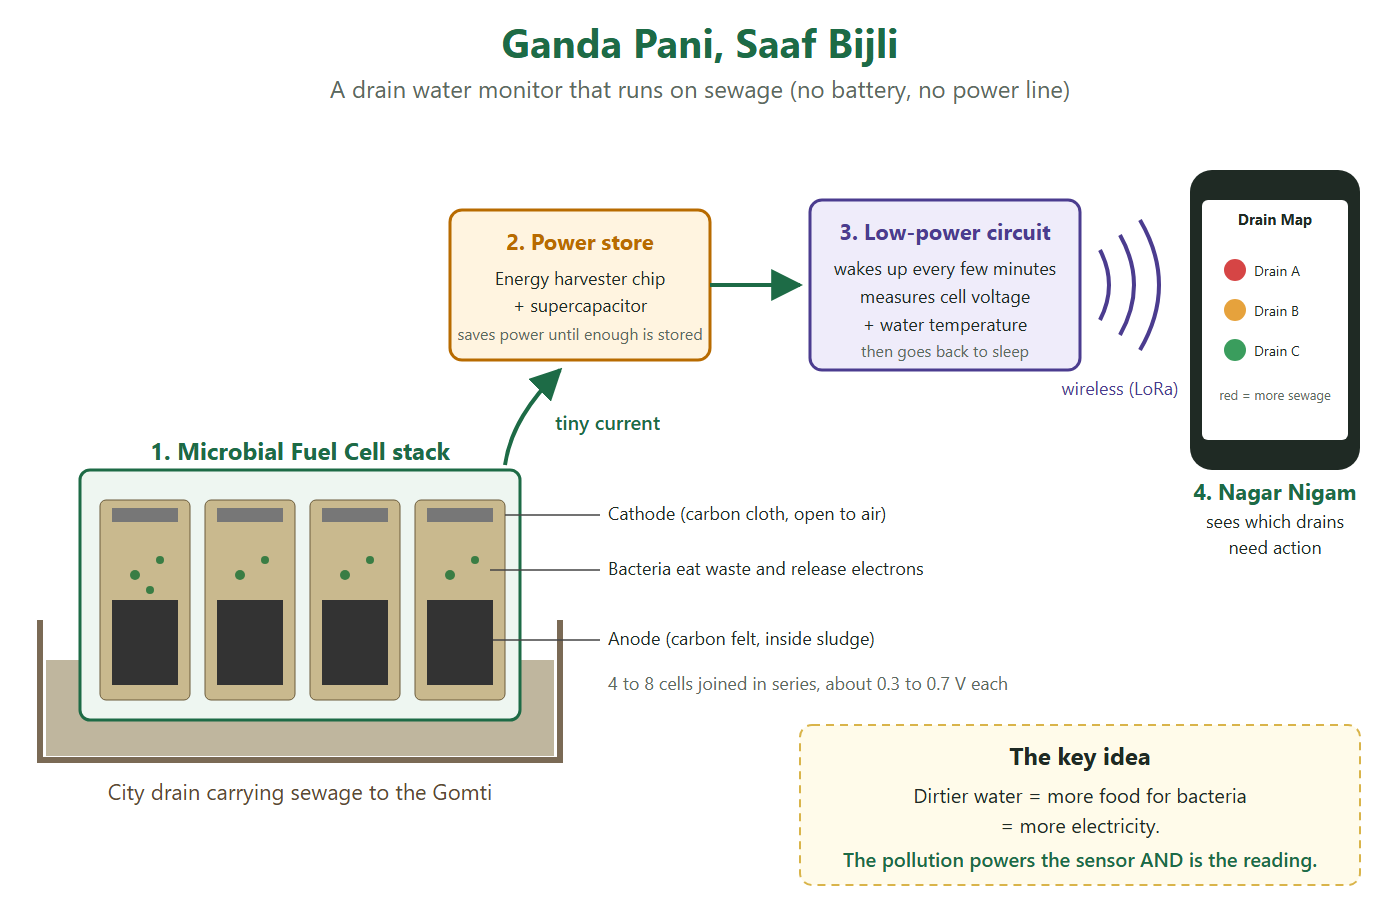 Ganda Pani, Saaf Bijli
A drain water monitor that runs on sewage (no battery, no power line)
1. Microbial Fuel Cell stack
Cathode (carbon cloth, open to air)
Bacteria eat waste and release electrons
Anode (carbon felt, inside sludge)
4 to 8 cells joined in series, about 0.3 to 0.7 V each
City drain carrying sewage to the Gomti
tiny current
2. Power store
Energy harvester chip
+ supercapacitor
saves power until enough is stored
3. Low-power circuit
wakes up every few minutes
measures cell voltage
+ water temperature
then goes back to sleep
wireless (LoRa)
Drain Map
Drain A
Drain B
Drain C
red = more sewage
4. Nagar Nigam
sees which drains
need action
The key idea
Dirtier water = more food for bacteria
= more electricity.
The pollution powers the sensor AND is the reading.